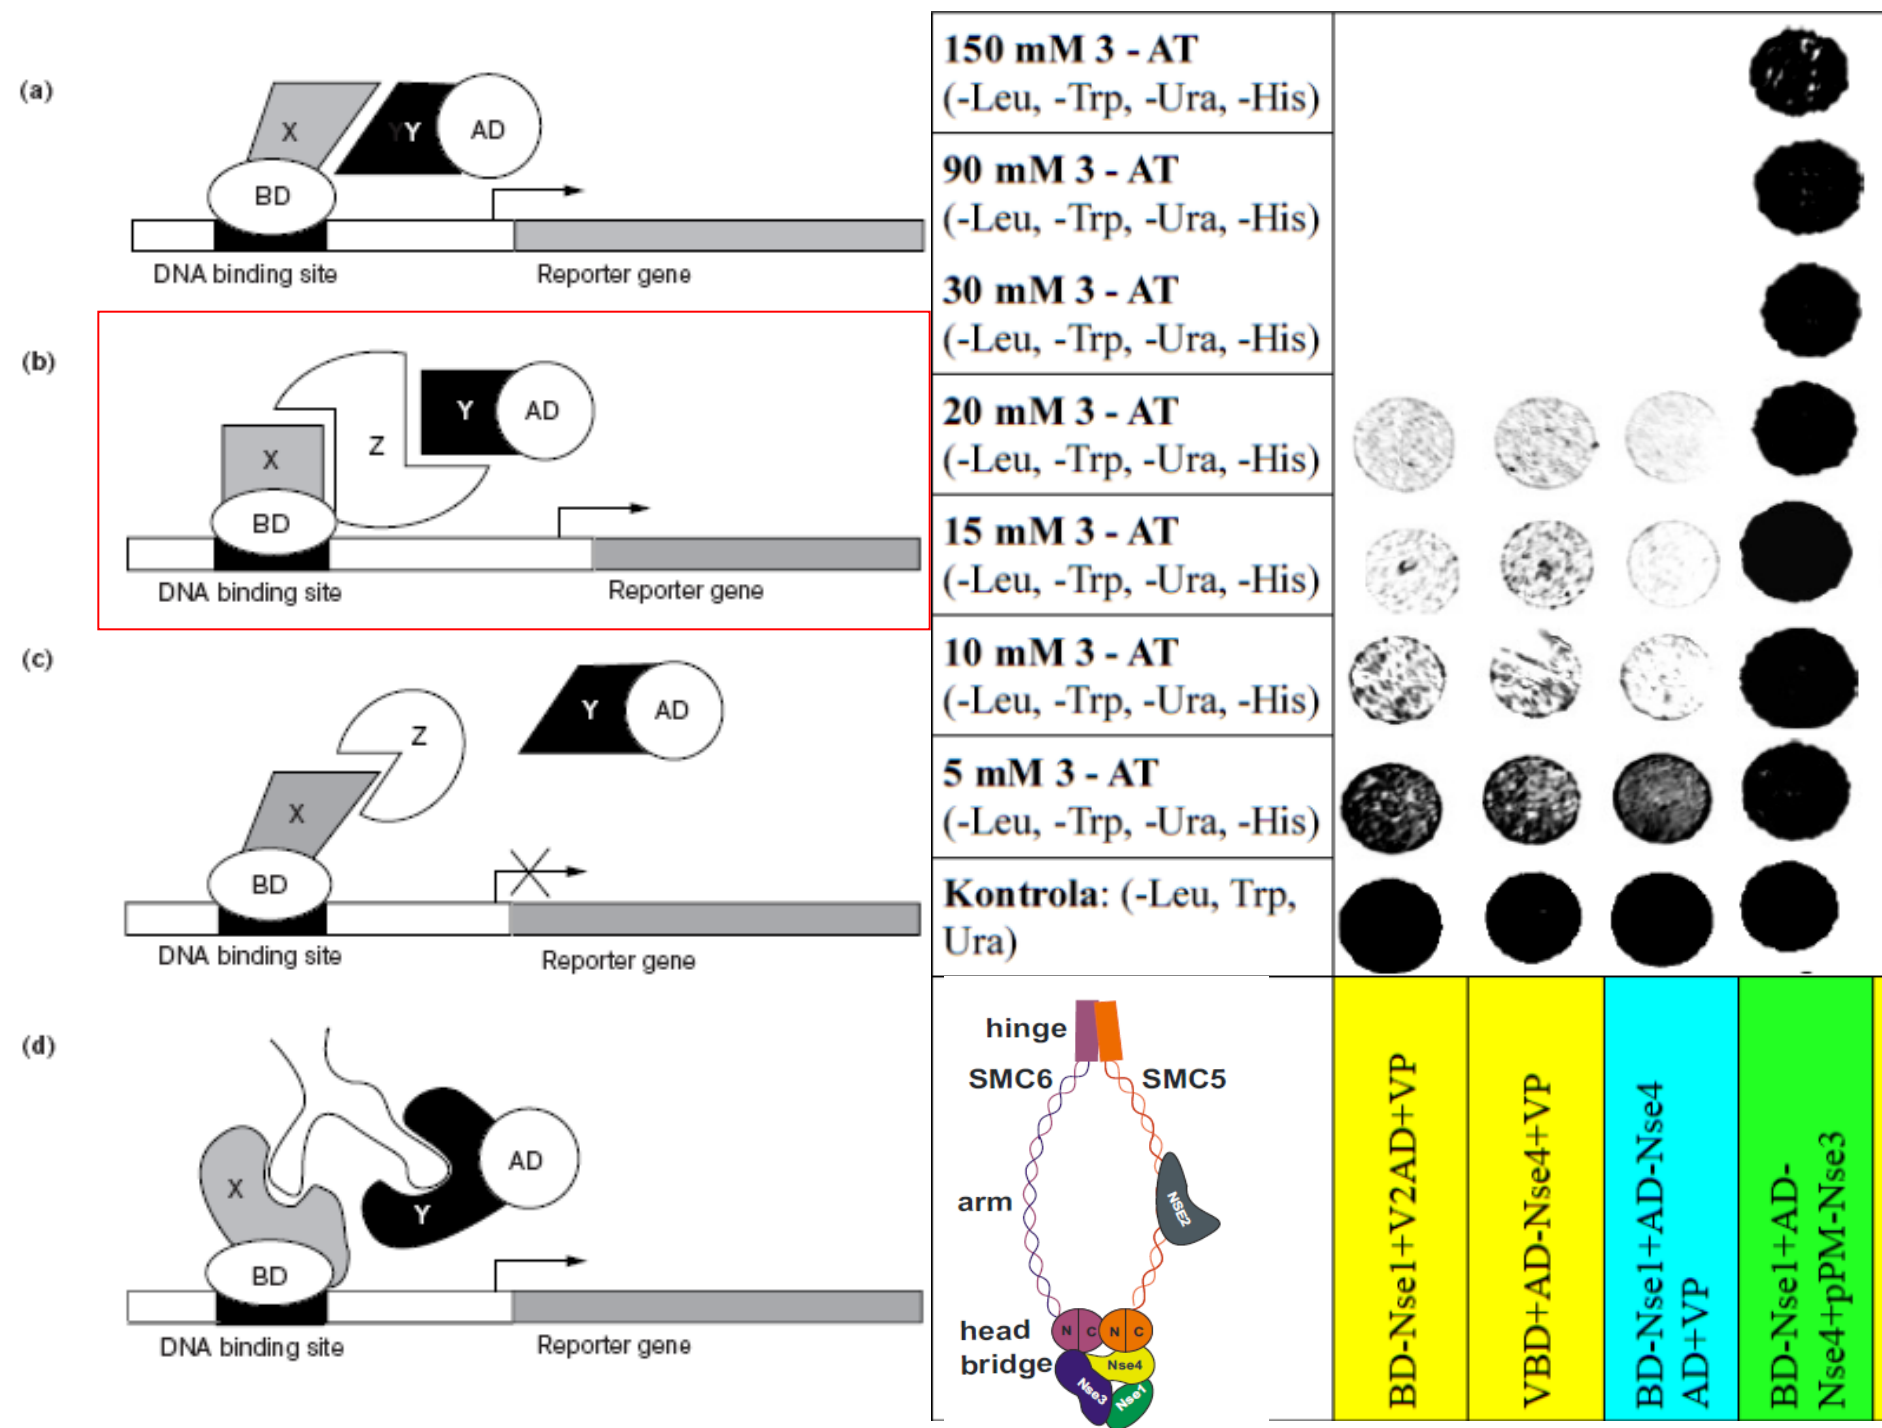 (a)
X
YY
AD
BD
DNA binding site
Reporter gene
(b)
X
Z
Y
AD
BD
DNA binding site
Reporter gene
(c)
Z
Y
AD
X
BD
DNA binding site
Reporter gene
(d)
X
Y
AD
BD
DNA binding site
Reporter gene
150 mM 3 - AT
(-Leu, -Trp, -Ura, -His)
90 mM 3 - AT
(-Leu, -Trp, -Ura, -His)
30 mM 3 - AT
(-Leu, -Trp, -Ura, -His)
20 mM 3 - AT
(-Leu, -Trp, -Ura, -His)
15 mM 3 - AT
(-Leu, -Trp, -Ura, -His)
10 mM 3 - AT
(-Leu, -Trp, -Ura, -His)
5 mM 3 - AT
(-Leu, -Trp, -Ura, -His)
Kontrola: (-Leu, Trp,
Ura)
hinge
SMC6
SMC5
arm
NSE2
head
N C N C
bridge
Nse4
Nse3
Nse1
BD-Nse1+V2AD+VP
VBD+AD-Nse4+VP
BD-Nse1+AD-Nse4
AD+VP
BD-Nse1+AD-
Nse4+pPM-Nse3